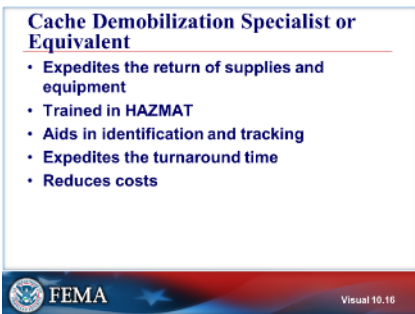 Cache Demobilization Specialist or
Equivalent
• Expedites the return of supplies and
equipment
• Trained in HAZMAT
• Aids in identification and tracking
• Expedites the turnaround time
• Reduces costs
FEMA
Visual 10.16